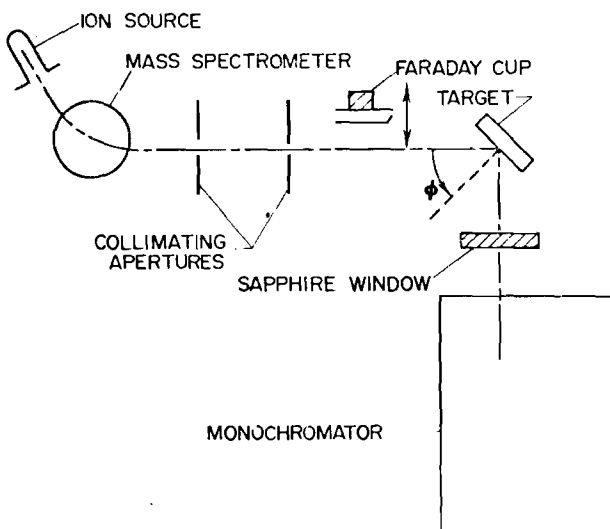 ION SOURCE
MASS SPECTROMETER
FARADAY CUP
TARGET
ϕ
COLLIMATING
APERTURES
SAPPHIRE WINDOW
MONOCHROMATOR